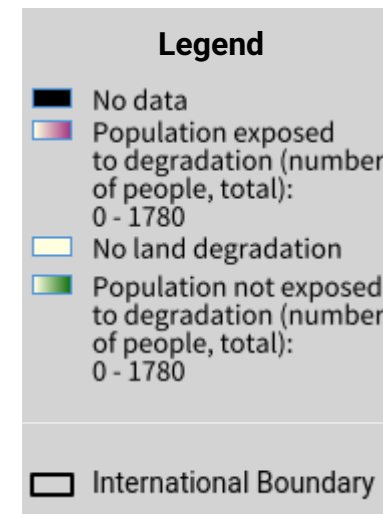 Legend
No data
Population exposed
to degradation (number
of people, total):
0 - 1780
No land degradation
Population not exposed
to degradation (number
of people, total):
0 - 1780
International Boundary